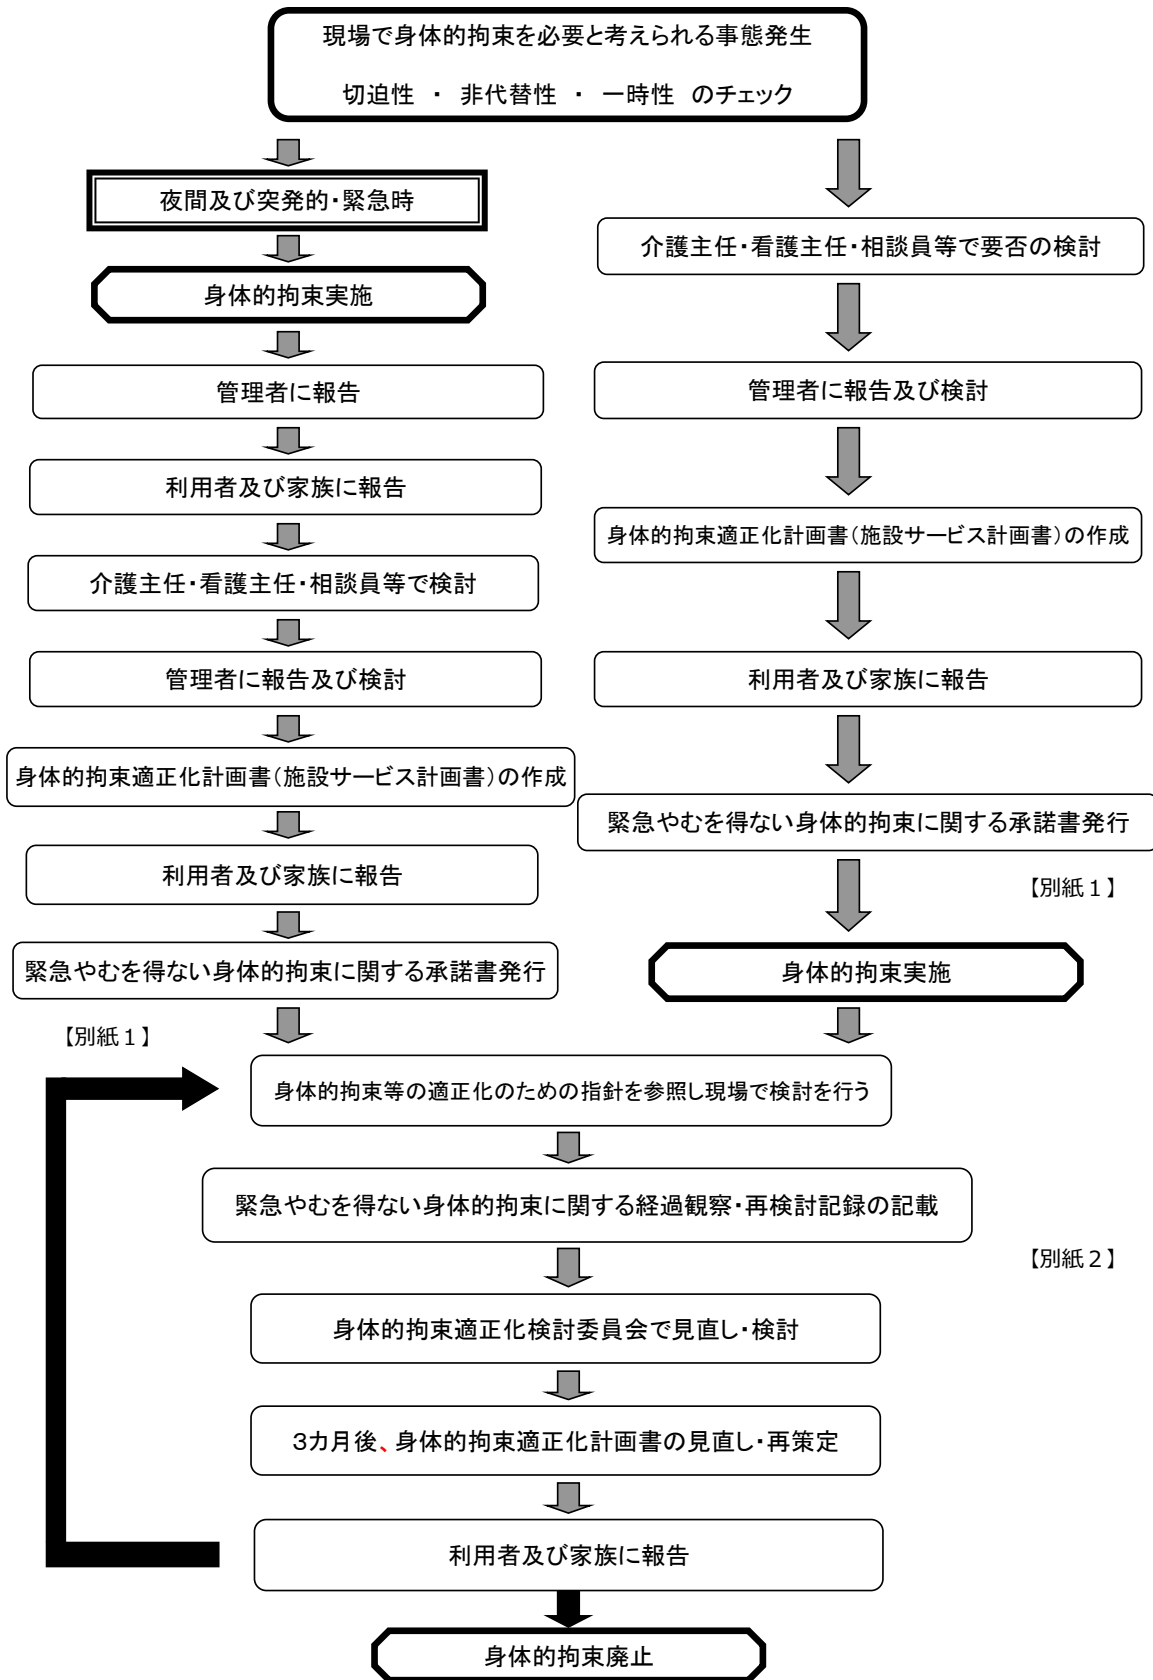 現場で身体的拘束を必要と考えられる事態発生
切迫性 ・ 非代替性 ・ 一時性 のチェック
夜間及び突発的・緊急時
身体的拘束実施
管理者に報告
利用者及び家族に報告
介護主任・看護主任・相談員等で検討
管理者に報告及び検討
身体的拘束適正化計画書(施設サービス計画書)の作成
利用者及び家族に報告
緊急やむを得ない身体的拘束に関する承諾書発行
【別紙1】
介護主任・看護主任・相談員等で要否の検討
管理者に報告及び検討
身体的拘束適正化計画書(施設サービス計画書)の作成
利用者及び家族に報告
緊急やむを得ない身体的拘束に関する承諾書発行
【別紙1】
身体的拘束実施
身体的拘束等の適正化のための指針を参照し現場で検討を行う
緊急やむを得ない身体的拘束に関する経過観察・再検討記録の記載
【別紙2】
身体的拘束適正化検討委員会で見直し・検討
3カ月後、身体的拘束適正化計画書の見直し・再策定
利用者及び家族に報告
身体的拘束廃止